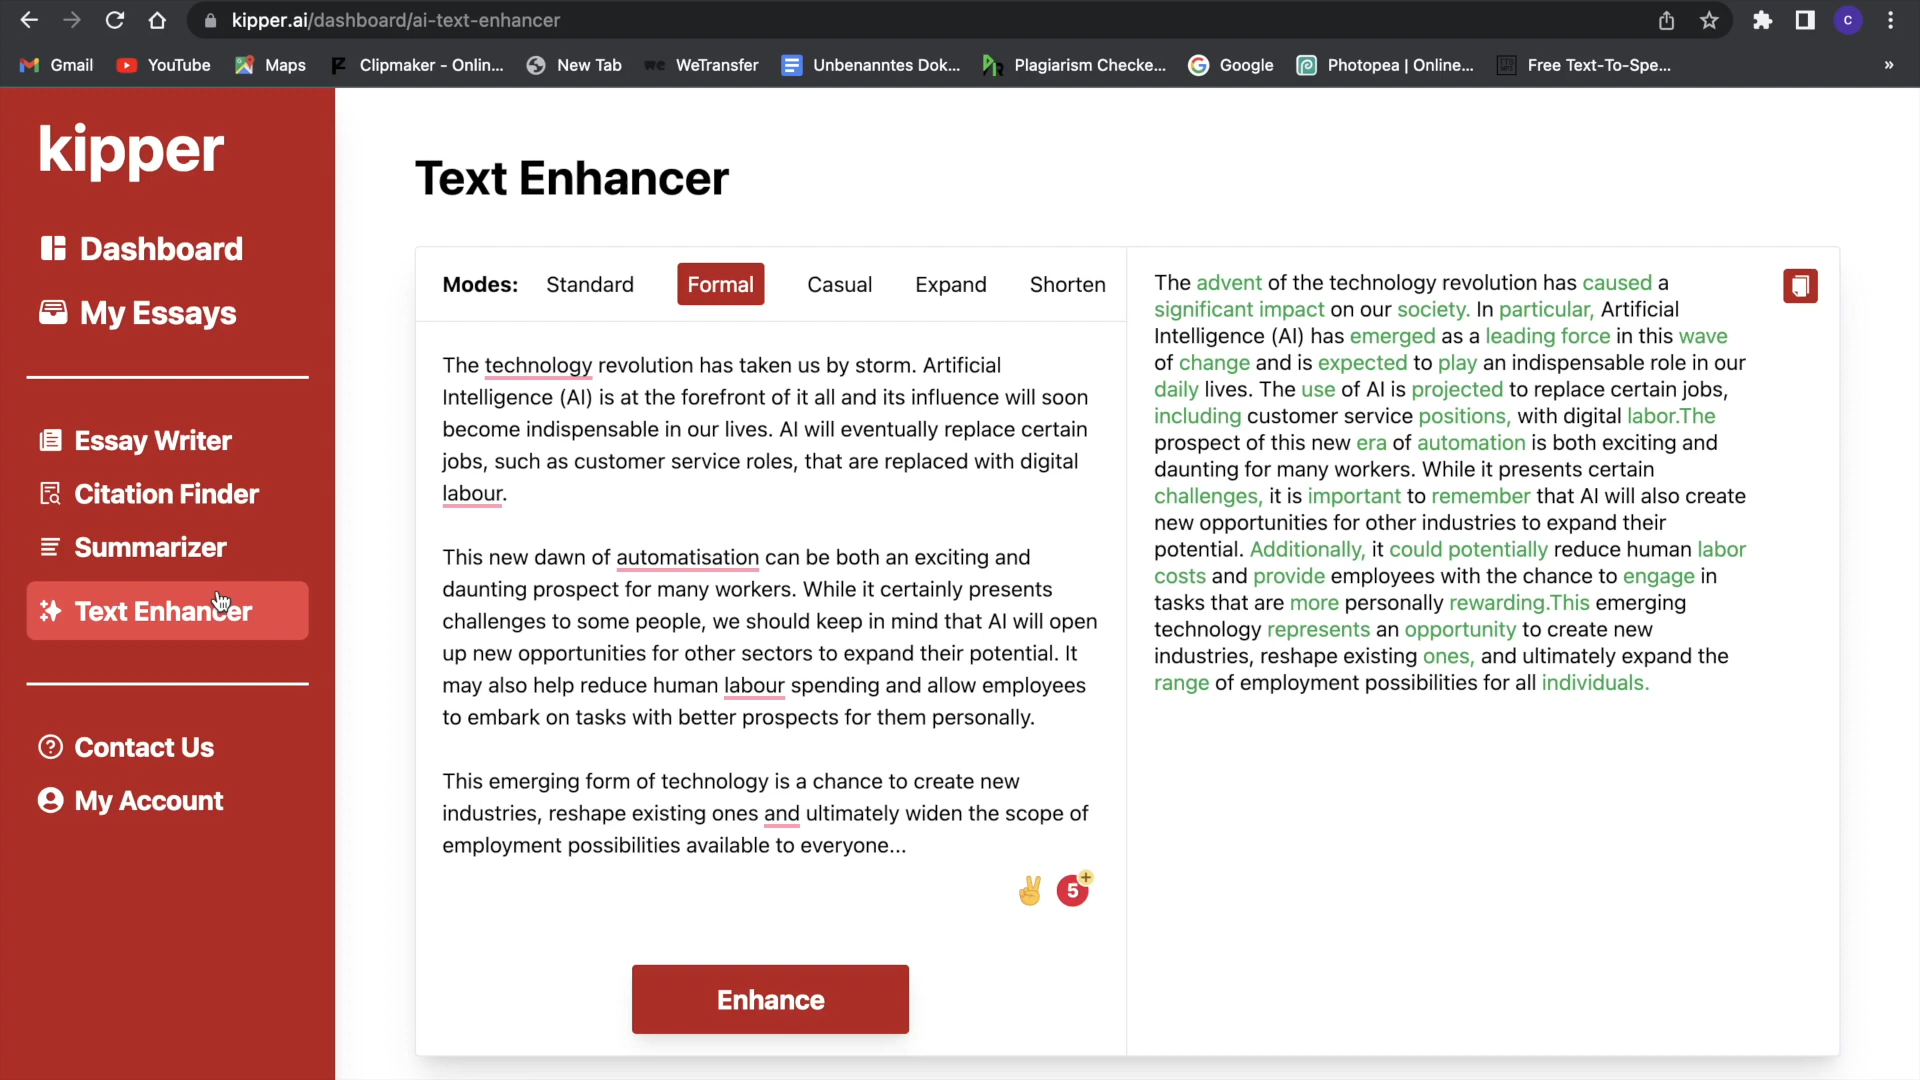 kipper.ai/dashboard/ai-text-enhancer
C
Gmail
YouTube
Maps
Clipmaker - Onlin...
New Tab
WeTransfer
Unbenanntes Dok...
Plagiarism Checke...
Google
Photopea | Online...
Free Text-To-Spe...
»
kipper
Dashboard
My Essays
Essay Writer
Citation Finder
Summarizer
Text Enhancer
Contact Us
My Account
Text Enhancer
Modes: Standard Formal Casual Expand Shorten
The technology revolution has taken us by storm. Artificial
Intelligence (AI) is at the forefront of it all and its influence will soon
become indispensable in our lives. AI will eventually replace certain
jobs, such as customer service roles, that are replaced with digital
labour.
This new dawn of automatisation can be both an exciting and
daunting prospect for many workers. While it certainly presents
challenges to some people, we should keep in mind that AI will open
up new opportunities for other sectors to expand their potential. It
may also help reduce human labour spending and allow employees
to embark on tasks with better prospects for them personally.
This emerging form of technology is a chance to create new
industries, reshape existing ones and ultimately widen the scope of
employment possibilities available to everyone...
5
+
Enhance
The advent of the technology revolution has caused a
significant impact on our society. In particular, Artificial
Intelligence (AI) has emerged as a leading force in this wave
of change and is expected to play an indispensable role in our
daily lives. The use of AI is projected to replace certain jobs,
including customer service positions, with digital labor.The
prospect of this new era of automation is both exciting and
daunting for many workers. While it presents certain
challenges, it is important to remember that AI will also create
new opportunities for other industries to expand their
potential. Additionally, it could potentially reduce human labor
costs and provide employees with the chance to engage in
tasks that are more personally rewarding.This emerging
technology represents an opportunity to create new
industries, reshape existing ones, and ultimately expand the
range of employment possibilities for all individuals.